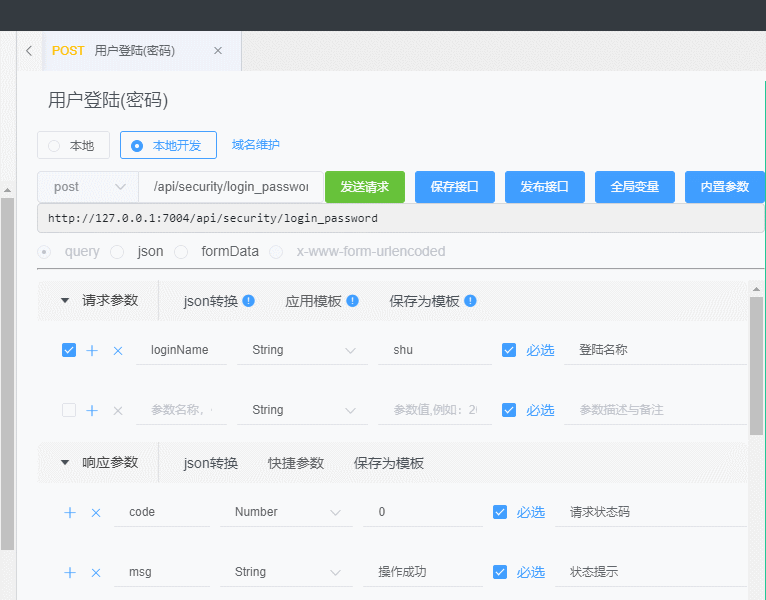 POST 用户登陆(密码)
用户登陆(密码)
本地 本地开发 域名维护
post /api/security/login_passwor 发送请求 保存接口 发布接口 全局变量 内置参数
http://127.0.0.1:7004/api/security/login_password
query json formData x-www-form-urlencoded
请求参数 json转换 应用模板 保存为模板
loginName String shu 必选 登陆名称
参数名称， String 参数值,例如：20 必选 参数描述与备注
响应参数 json转换 快捷参数 保存为模板
code Number 0 必选 请求状态码
msg String 操作成功 必选 状态提示